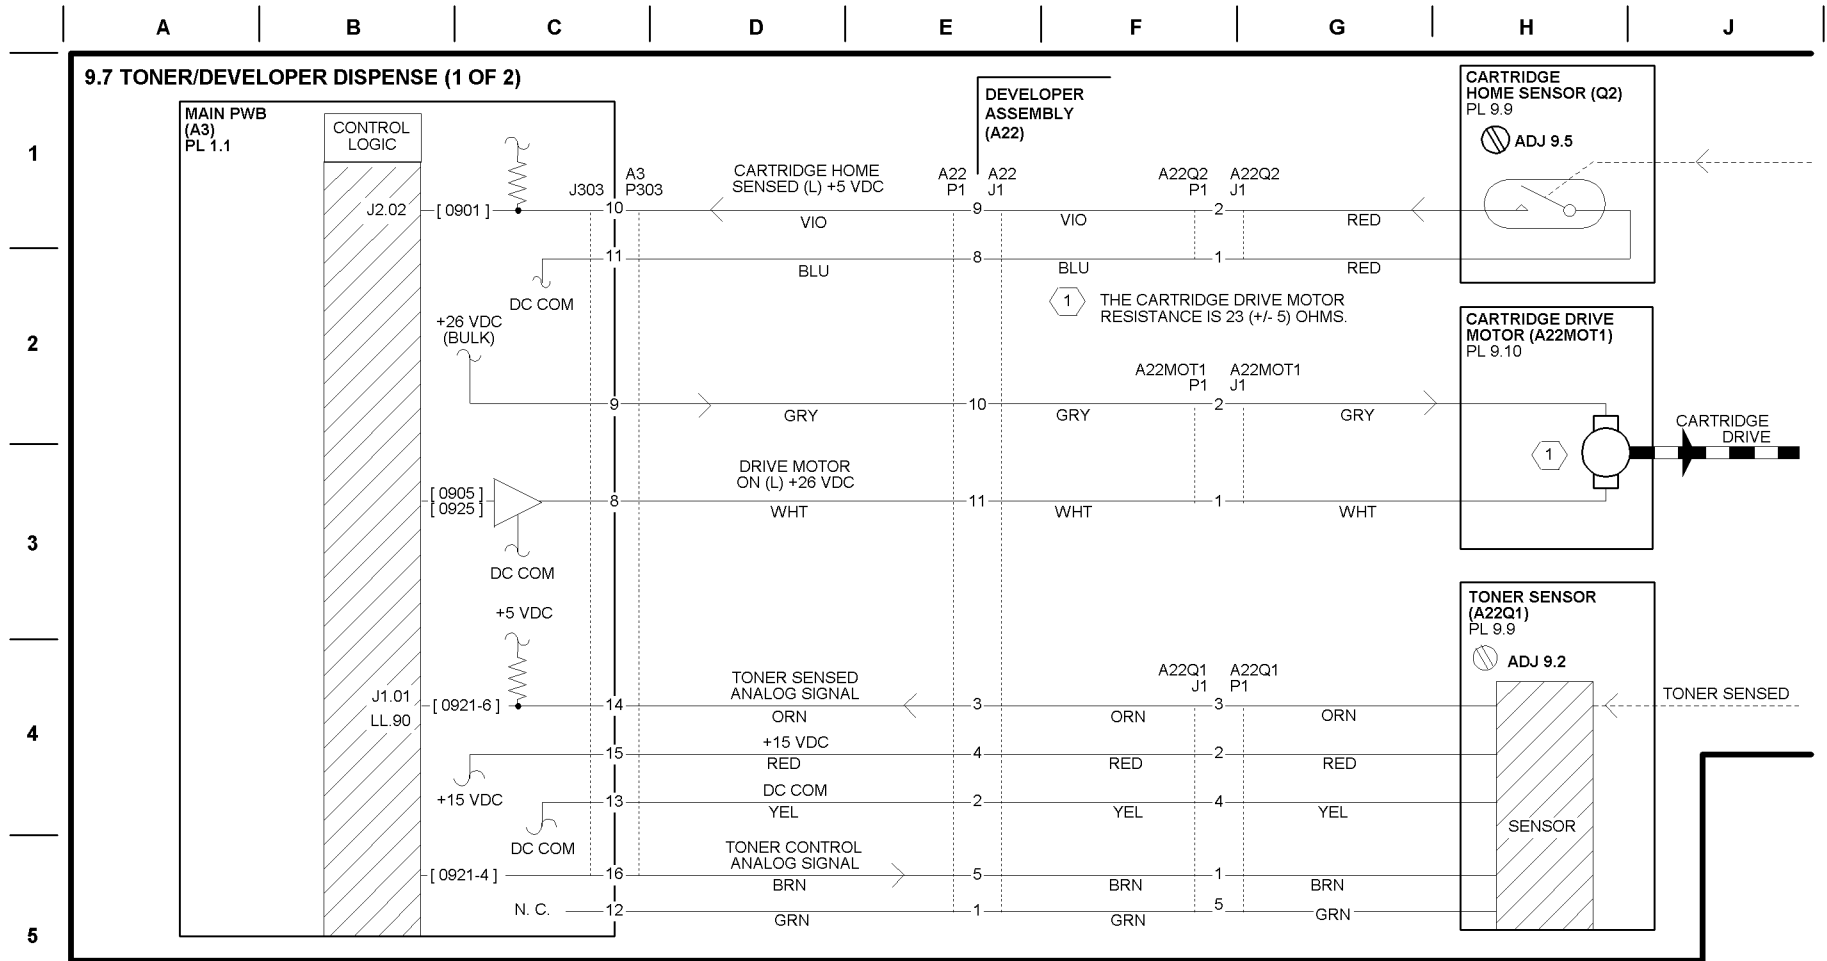 A B C D E F G H J
9.7 TONER/DEVELOPER DISPENSE (1 OF 2)
1
MAIN PWB
(A3)
PL 1.1
CONTROL
LOGIC
DEVELOPER
ASSEMBLY
(A22)
CARTRIDGE
HOME SENSOR (Q2)
PL 9.9
ADJ 9.5
J303
A3
P303
CARTRIDGE HOME
SENSED (L) +5 VDC
A22
P1
A22
J1
A22Q2
P1
A22Q2
J1
J2.02 [ 0901 ] 10 VIO 9 VIO 2 RED
11 BLU 8 BLU 1 RED
DC COM
1 THE CARTRIDGE DRIVE MOTOR
RESISTANCE IS 23 (+/- 5) OHMS.
2
+26 VDC
(BULK)
CARTRIDGE DRIVE
MOTOR (A22MOT1)
PL 9.10
A22MOT1
P1
A22MOT1
J1
9 GRY 10 GRY 2 GRY
CARTRIDGE
DRIVE
1
DRIVE MOTOR
ON (L) +26 VDC
[ 0905 ]
[ 0925 ]
8 WHT 11 WHT 1 WHT
3
DC COM
+5 VDC
TONER SENSOR
(A22Q1)
PL 9.9
ADJ 9.2
A22Q1
J1
A22Q1
P1
TONER SENSED
ANALOG SIGNAL
TONER SENSED
J1.01
LL.90
[ 0921-6 ] 14 ORN 3 ORN 3 ORN
4
+15 VDC
15 RED 4 RED 2 RED
+15 VDC
DC COM
13 YEL 2 YEL 4 YEL
SENSOR
DC COM
TONER CONTROL
ANALOG SIGNAL
[ 0921-4 ] 16 BRN 5 BRN 1 BRN
N. C. 12 GRN 1 GRN 5 GRN
5